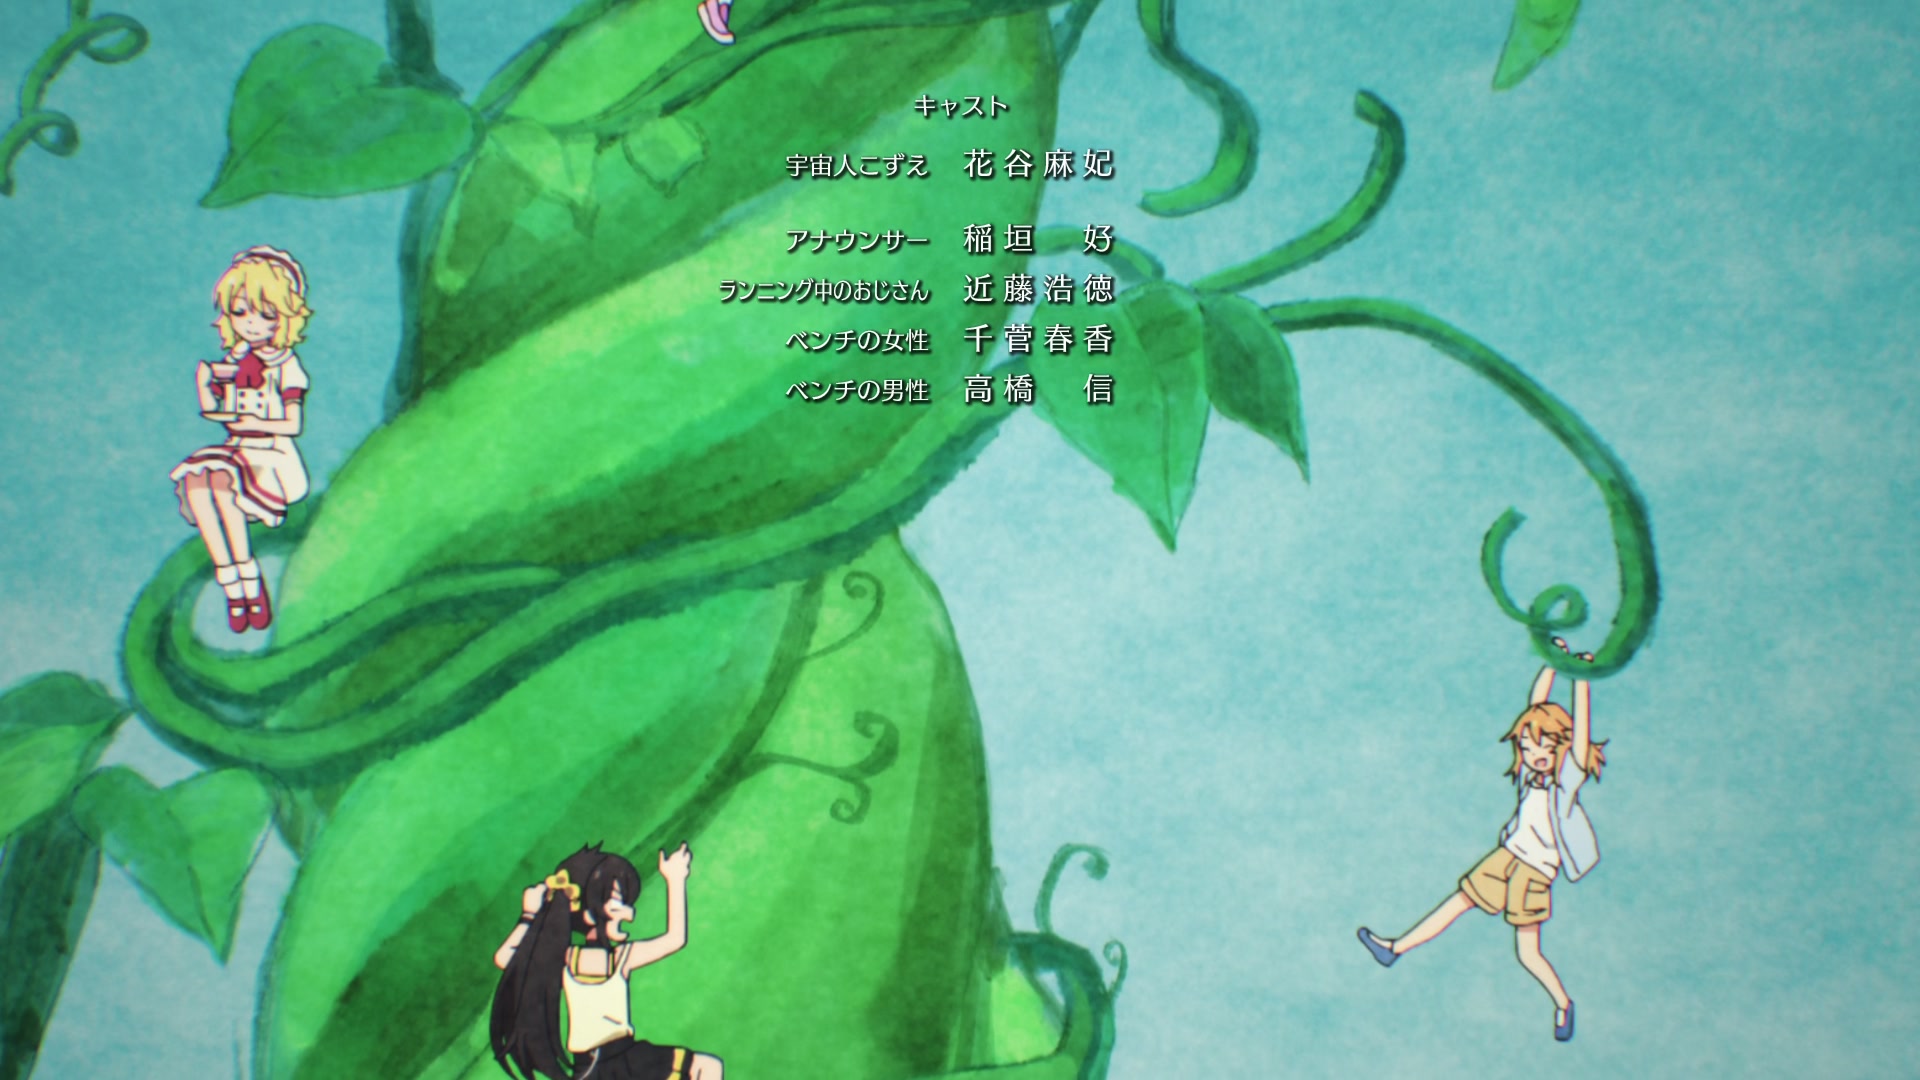 キャスト
宇宙人こずえ 花谷麻妃
アナウンサー 稲垣 好
ランニング中のおじさん 近藤浩徳
ベンチの女性 千菅春香
ベンチの男性 高橋 信